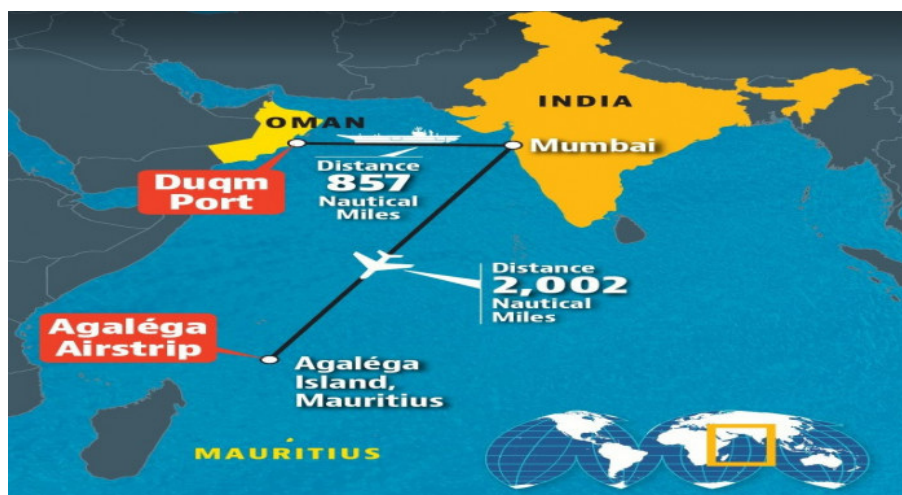 OMAN
INDIA
Mumbai
Duqm
Port
Distance
857
Nautical
Miles
Distance
2,002
Nautical
Miles
Agaléga
Airstrip
Agaléga
Island,
Mauritius
MAURITIUS